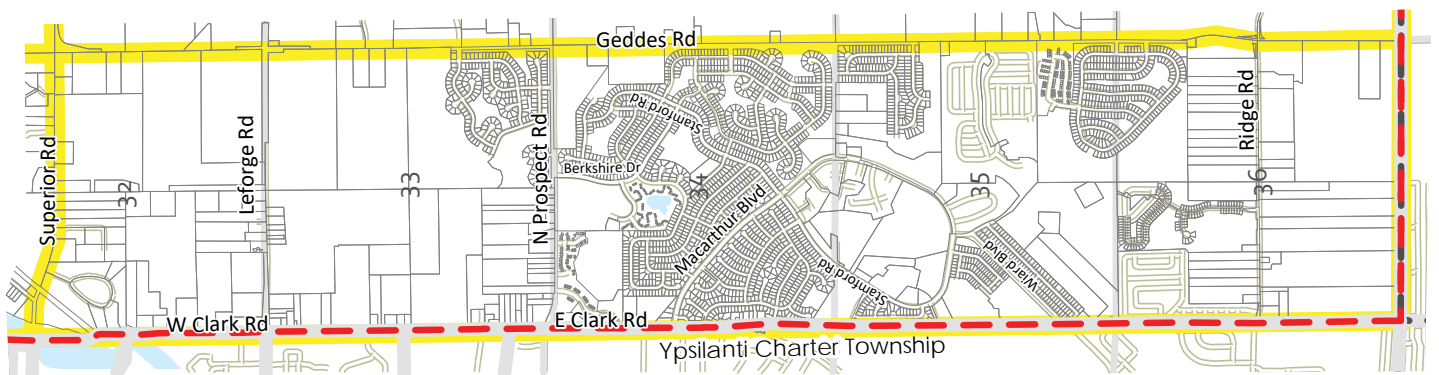 Geddes Rd
Superior Rd
Leforge Rd
N Prospect Rd
Stamford Rd
Ridge Rd
Berkshire Dr
32
33
34
35
36
Macarthur Blvd
Stamford Rd
Wiard Blvd
W Clark Rd
E Clark Rd
Ypsilanti Charter Township